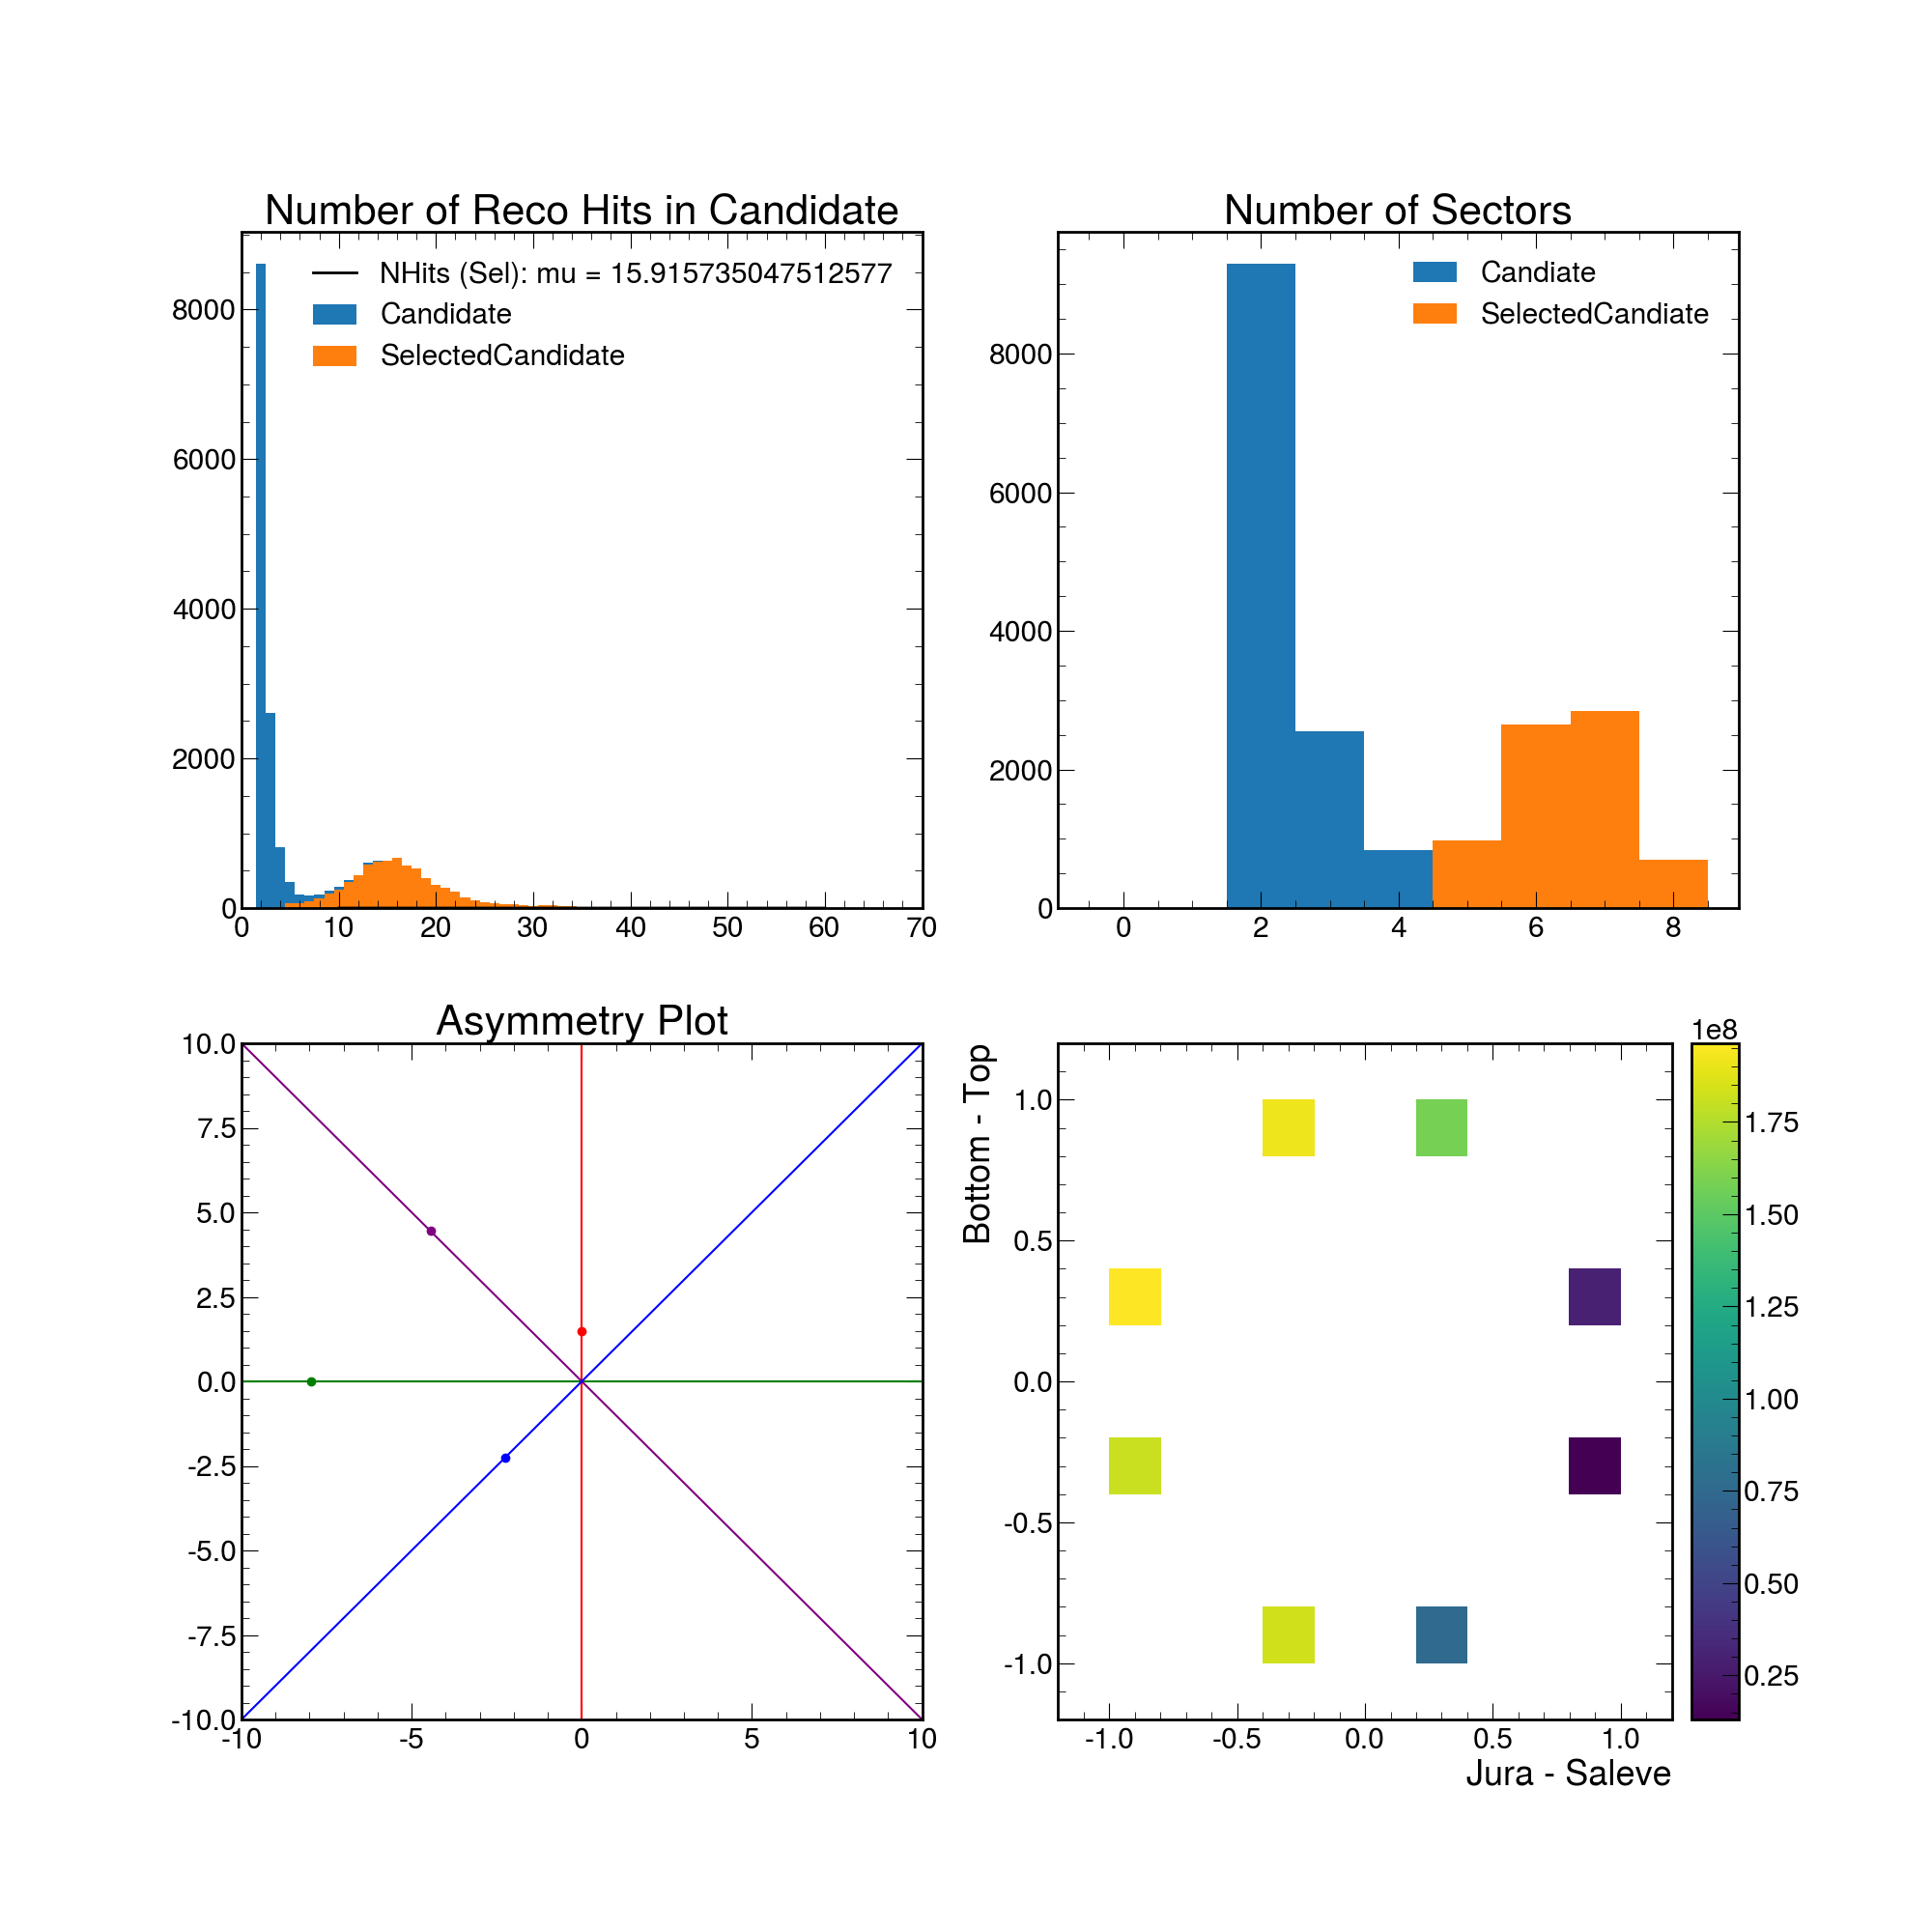 Number of Reco Hits in Candidate
NHits (Sel): mu = 15.915735047512577
Candidate
SelectedCandidate
8000
6000
4000
2000
0
0 10 20 30 40 50 60 70
Number of Sectors
Candiate
SelectedCandiate
8000
6000
4000
2000
0
0 2 4 6 8
Asymmetry Plot
10.0
7.5
5.0
2.5
0.0
-2.5
-5.0
-7.5
-10.0
-10 -5 0 5 10
Bottom - Top
1.0
0.5
0.0
-0.5
-1.0
-1.0 -0.5 0.0 0.5 1.0
Jura - Saleve
1e8
1.75
1.50
1.25
1.00
0.75
0.50
0.25